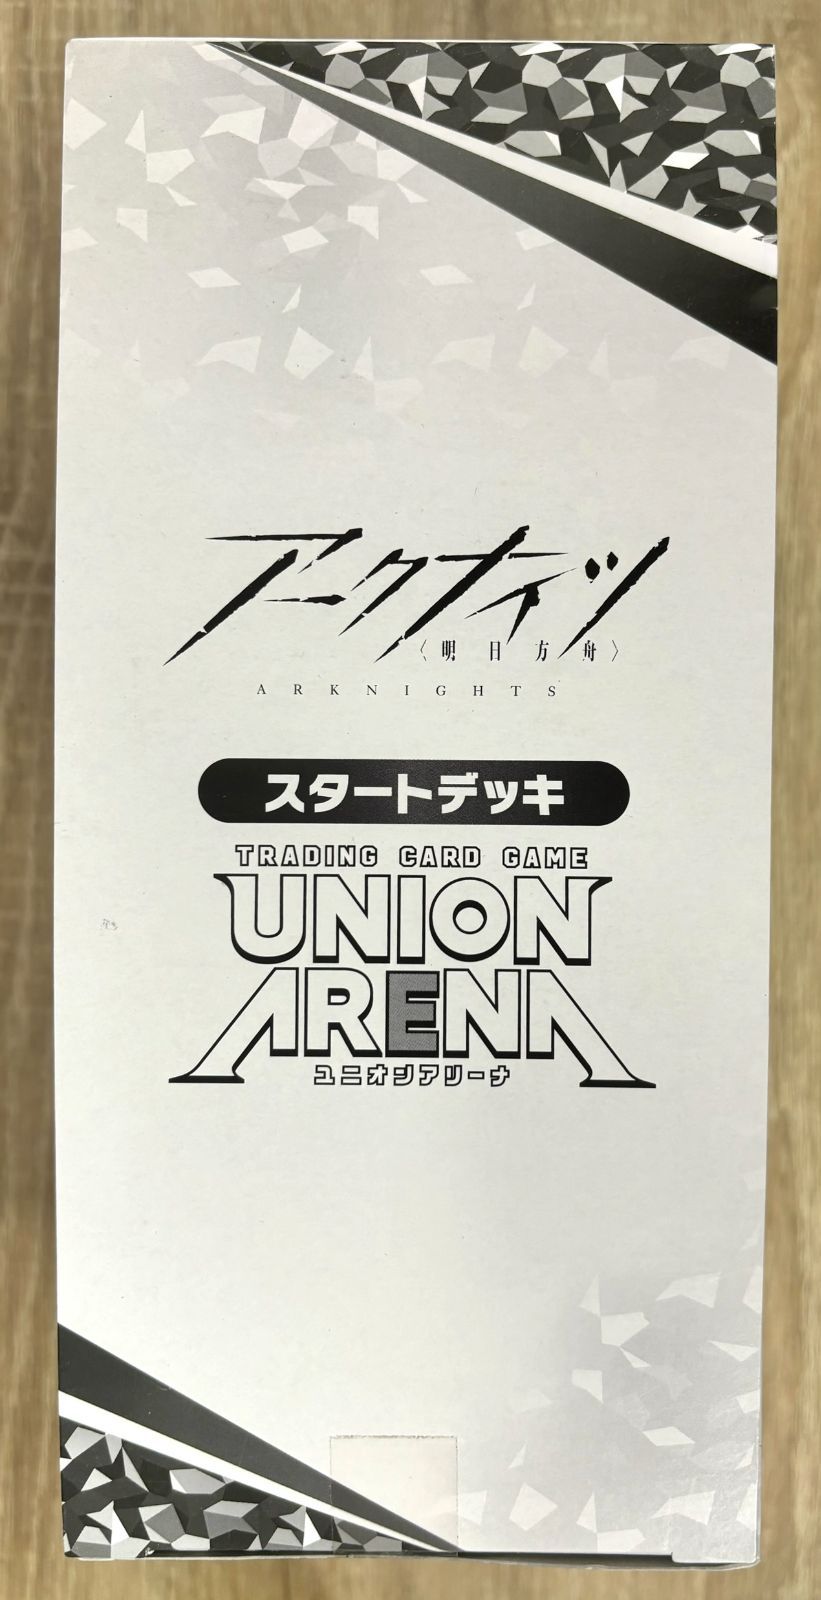 アークナイツ
〈明日方舟〉
ARKNIGHTS
スタートデッキ
TRADING CARD GAME
UNION
ARENA
ユニオンアリーナ